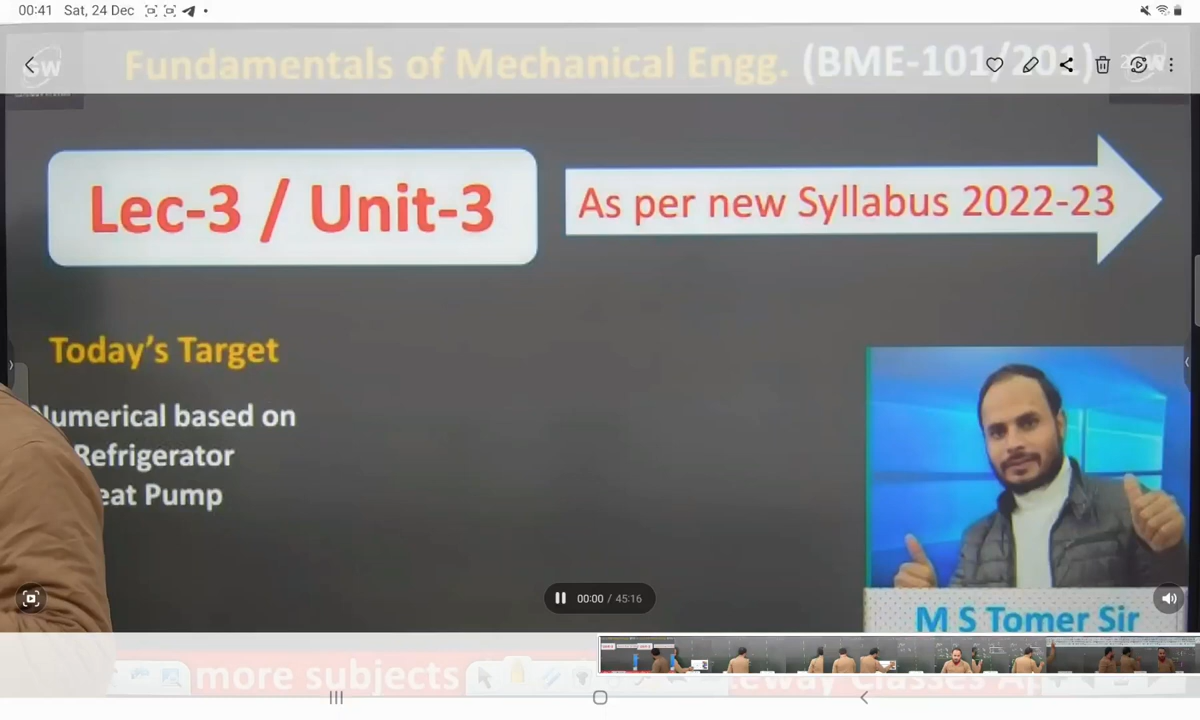 00:41 Sat, 24 Dec
Fundamentals of Mechanical Engg. (BME-101/201)
Lec-3 / Unit-3
As per new Syllabus 2022-23
Today's Target
Numerical based on
Refrigerator
eat Pump
00:00 / 45:16
M S Tomer Sir
more subjects